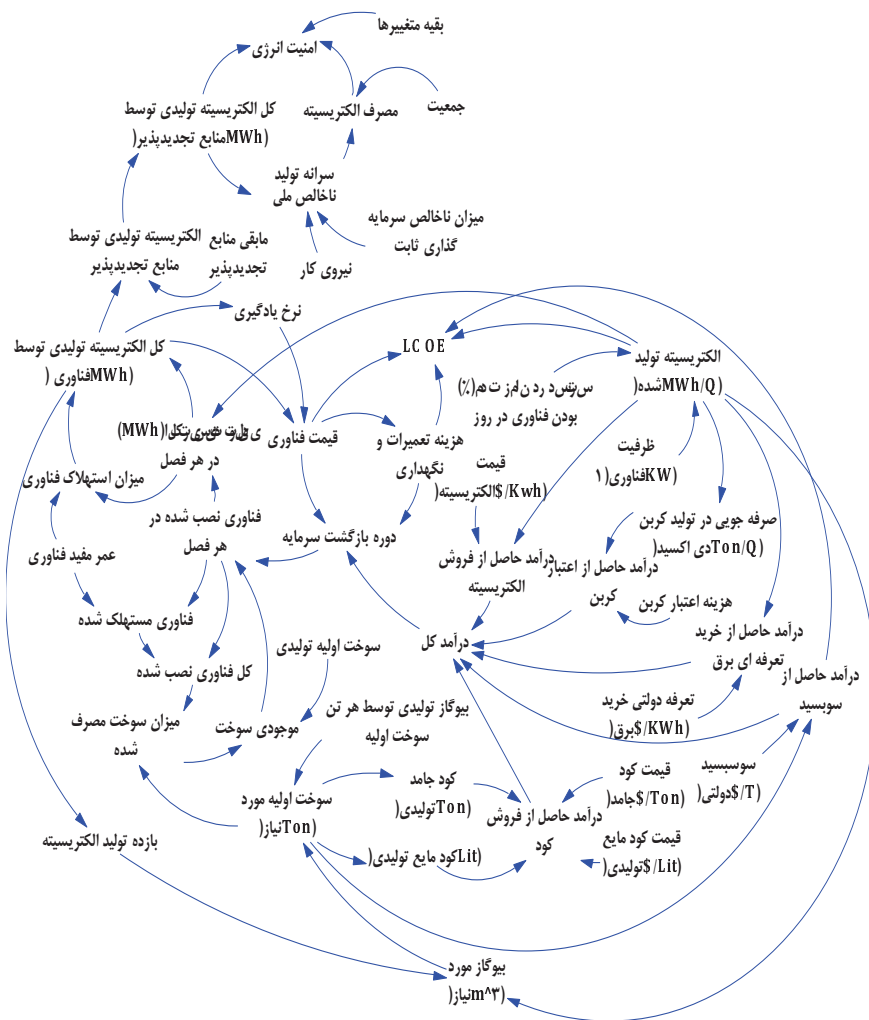 بقیه متغییرها
امنیت انرژی
کل الکتریسیته تولیدی توسط
منابع تجدیدپذیر(MWh)
مصرف الکتریسیته
جمعیت
سرانه تولید
ناخالص ملی
میزان ناخالص سرمایه
گذاری ثابت
نیروی کار
الکتریسیته تولیدی توسط
منابع تجدیدپذیر
مابقی منابع
تجدیدپذیر
نرخ یادگیری
کل الکتریسیته تولیدی توسط
فناوری (MWh)
LC OE
الکتریسیته تولید
شده(MWh/Q)
(%)
بودن فناوری در روز
قیمت فناوری
هزینه تعمیرات و
نگهداری
(MWh)
در هر فصل
ظرفیت
فناوری(KW) ۱
قیمت
الکتریسیته($/Kwh)
میزان استهلاک فناوری
فناوری نصب شده در
هر فصل
دوره بازگشت سرمایه
صرفه جویی در تولید کربن
دی اکسید(Ton/Q)
درآمد حاصل از فروش
الکتریسیته
درآمد حاصل از اعتبار
کربن
عمر مفید فناوری
هزینه اعتبار کربن
فناوری مستهلک شده
درآمد کل
درآمد حاصل از خرید
تعرفه ای برق
سوخت اولیه تولیدی
کل فناوری نصب شده
درآمد حاصل از
سوبسید
تعرفه دولتی خرید
برق($/KWh)
میزان سوخت مصرف
شده
موجودی سوخت
بیوگاز تولیدی توسط هر تن
سوخت اولیه
سوسبسید
دولتی($/T)
کود جامد
تولیدی(Ton)
قیمت کود
جامد($/Ton)
سوخت اولیه مورد
نیاز(Ton)
درآمد حاصل از فروش
کود
قیمت کود مایع
تولیدی($/Lit)
بازده تولید الکتریسیته
کود مایع تولیدی(Lit)
بیوگاز مورد
نیاز(m^۳)